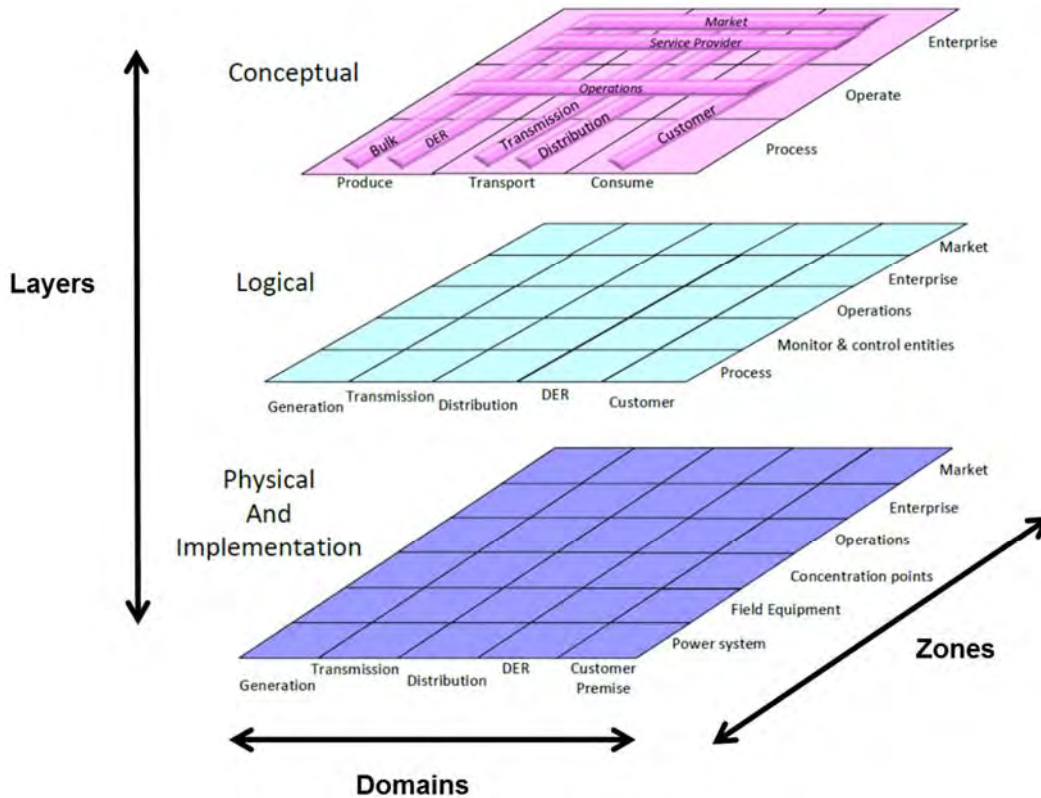 Conceptual
Market
Service Provider
Operations
Bulk
DER
Transmission
Distribution
Customer
Enterprise
Operate
Process
Produce
Transport
Consume
Layers
Logical
Market
Enterprise
Operations
Monitor & control entities
Process
Generation
Transmission
Distribution
DER
Customer
Physical
And
Implementation
Market
Enterprise
Operations
Concentration points
Field Equipment
Power system
Generation
Transmission
Distribution
DER
Customer
Premise
Zones
Domains